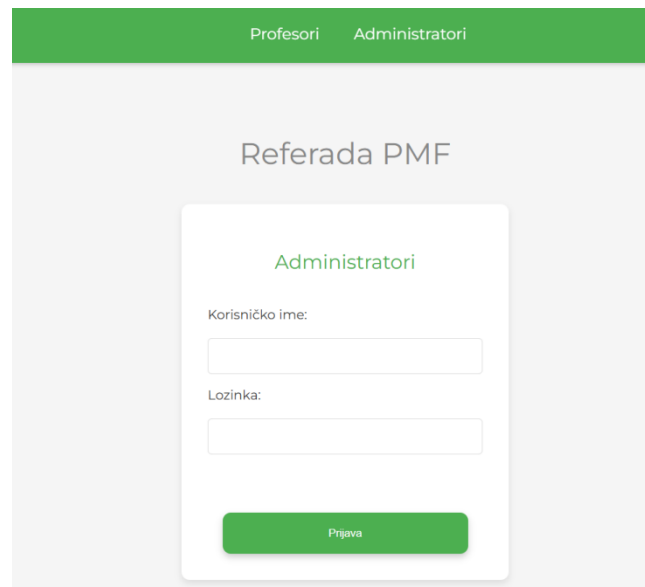 Profesori Administratori
Referada PMF
Administratori
Korisničko ime:
Lozinka:
Prijava